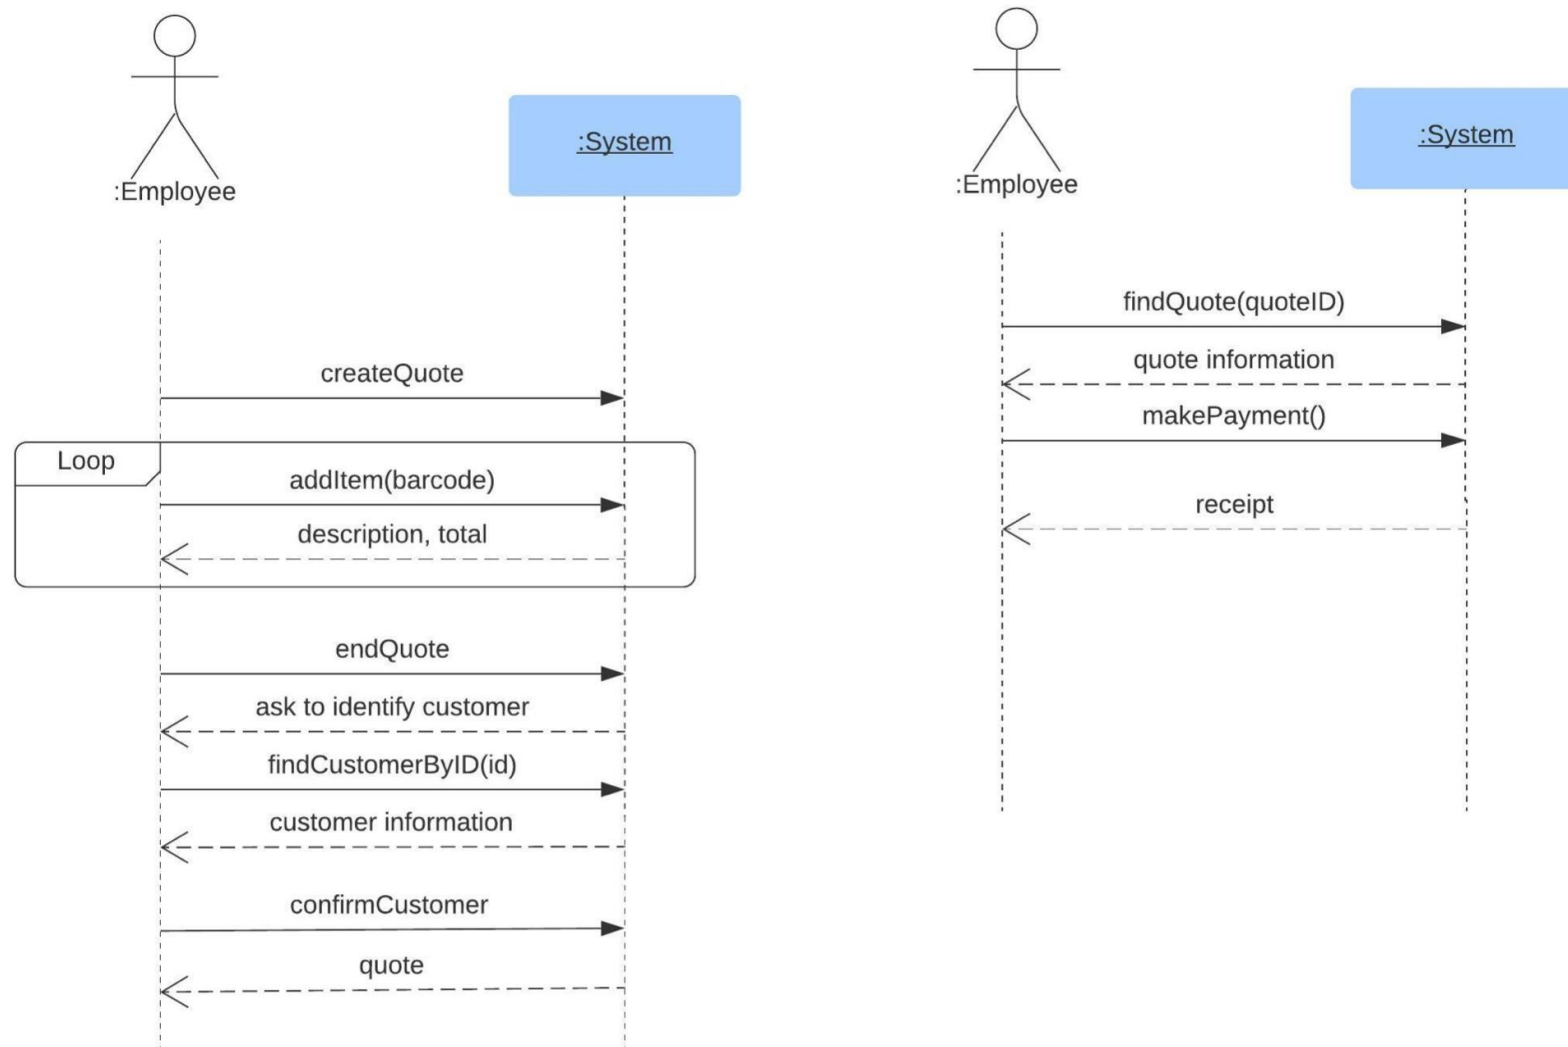 :Employee
:System
createQuote
Loop
addItem(barcode)
description, total
endQuote
ask to identify customer
findCustomerByID(id)
customer information
confirmCustomer
quote
:Employee
:System
findQuote(quoteID)
quote information
makePayment()
receipt